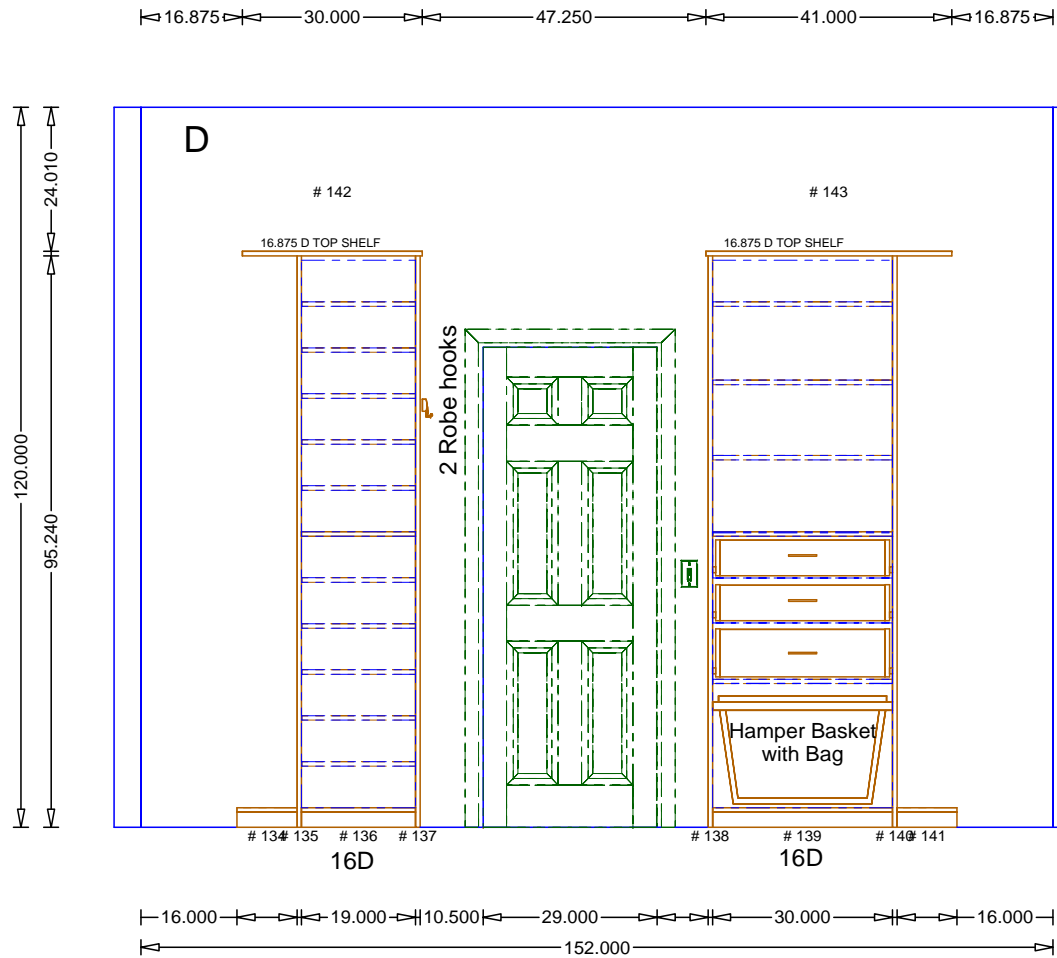 16.875 30.000 47.250 41.000 16.875
D
24.010
# 142 # 143
16.875 D TOP SHELF 16.875 D TOP SHELF
2 Robe hooks
120.000
95.240
Hamper Basket
with Bag
# 134 # 135 # 136 # 137 # 138 # 139 # 140 # 141
16D 16D
16.000 19.000 10.500 29.000 30.000 16.000
152.000